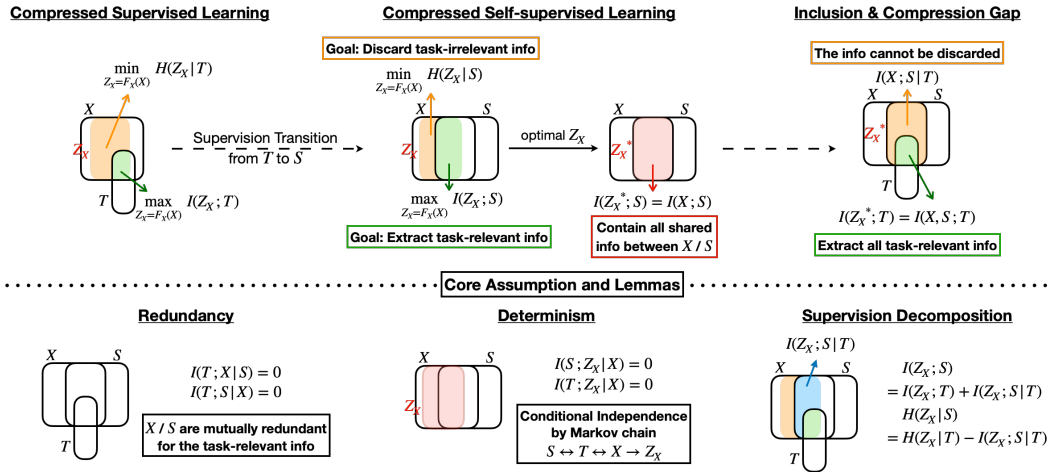 Compressed Supervised Learning
min
Z_X=F_X(X)
H(Z_X|T)
X
Z_X
T
max
Z_X=F_X(X)
I(Z_X;T)
Supervision Transition
from T to S
Compressed Self-supervised Learning
Goal: Discard task-irrelevant info
min
Z_X=F_X(X)
H(Z_X|S)
X
S
Z_X
max
Z_X=F_X(X)
I(Z_X;S)
Goal: Extract task-relevant info
optimal Z_X
Z_X*
I(Z_X*;S) = I(X;S)
Contain all shared
info between X / S
Inclusion & Compression Gap
The info cannot be discarded
I(X;S|T)
X
S
Z_X*
T
I(Z_X*;T) = I(X,S;T)
Extract all task-relevant info
Core Assumption and Lemmas
Redundancy
X
S
T
I(T;X|S) = 0
I(T;S|X) = 0
X / S are mutually redundant
for the task-relevant info
Determinism
X
S
Z_X
I(S;Z_X|X) = 0
I(T;Z_X|X) = 0
Conditional Independence
by Markov chain
S ↔ T ↔ X → Z_X
Supervision Decomposition
I(Z_X;S|T)
X
S
T
I(Z_X;S)
= I(Z_X;T) + I(Z_X;S|T)
H(Z_X|S)
= H(Z_X|T) − I(Z_X;S|T)